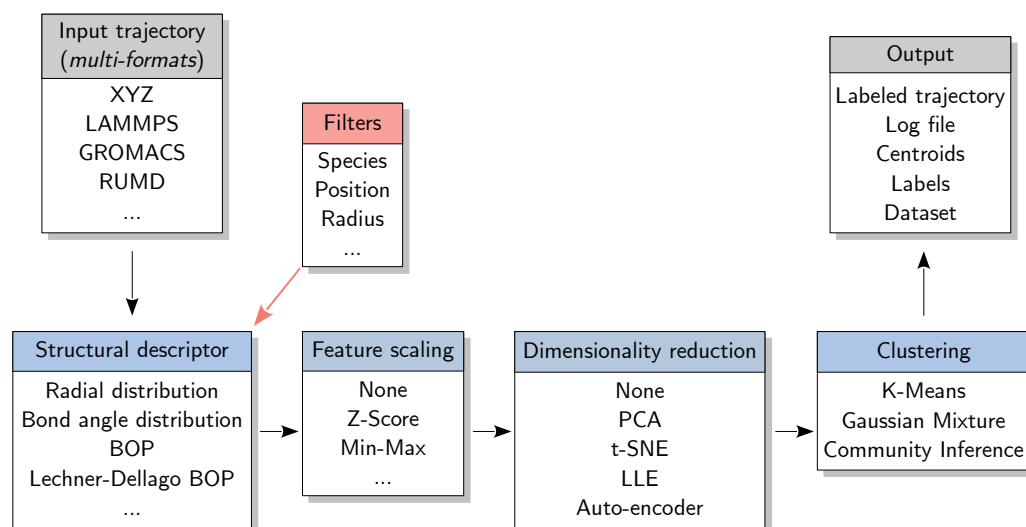 Input trajectory
(multi-formats)
XYZ
LAMMPS
GROMACS
RUMD
...
Filters
Species
Position
Radius
...
Output
Labeled trajectory
Log file
Centroids
Labels
Dataset
Structural descriptor
Radial distribution
Bond angle distribution
BOP
Lechner-Dellago BOP
...
Feature scaling
None
Z-Score
Min-Max
...
Dimensionality reduction
None
PCA
t-SNE
LLE
Auto-encoder
Clustering
K-Means
Gaussian Mixture
Community Inference